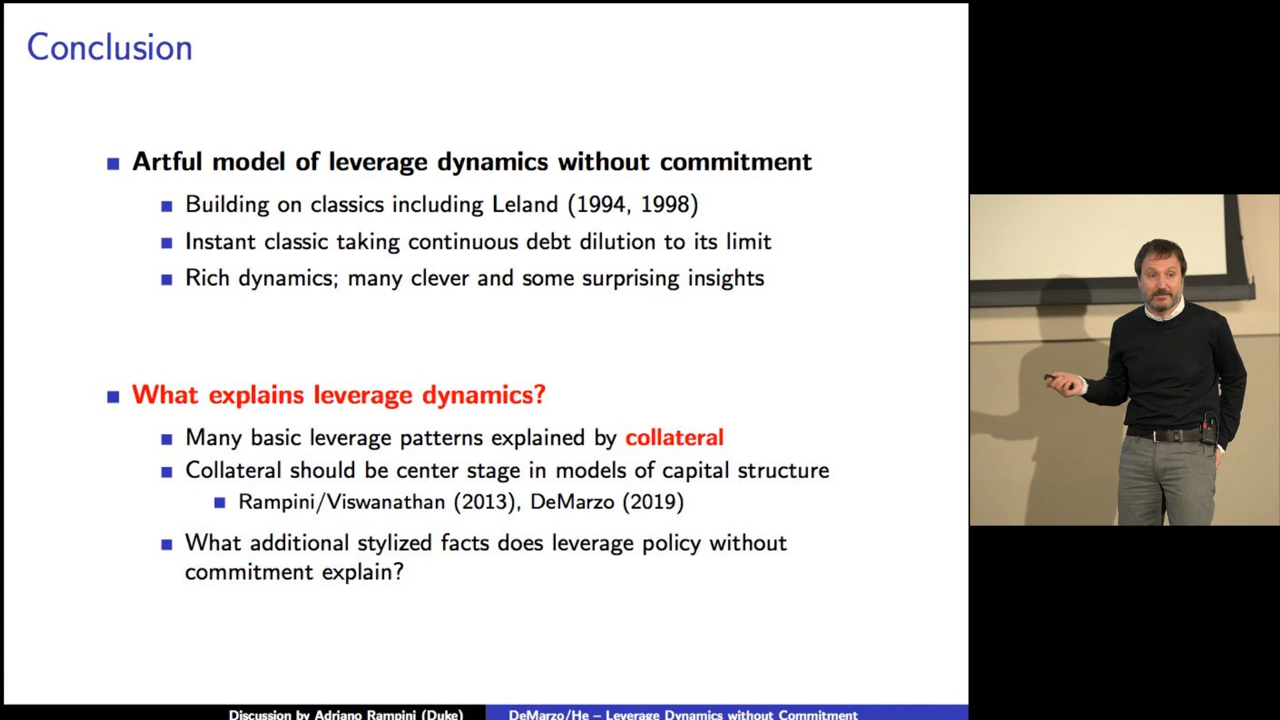 Conclusion
Artful model of leverage dynamics without commitment
Building on classics including Leland (1994, 1998)
Instant classic taking continuous debt dilution to its limit
Rich dynamics; many clever and some surprising insights
What explains leverage dynamics?
Many basic leverage patterns explained by collateral
Collateral should be center stage in models of capital structure
Rampini/Viswanathan (2013), DeMarzo (2019)
What additional stylized facts does leverage policy without
commitment explain?
Discussion by Adriano Rampini (Duke)
DeMarzo/He – Leverage Dynamics without Commitment